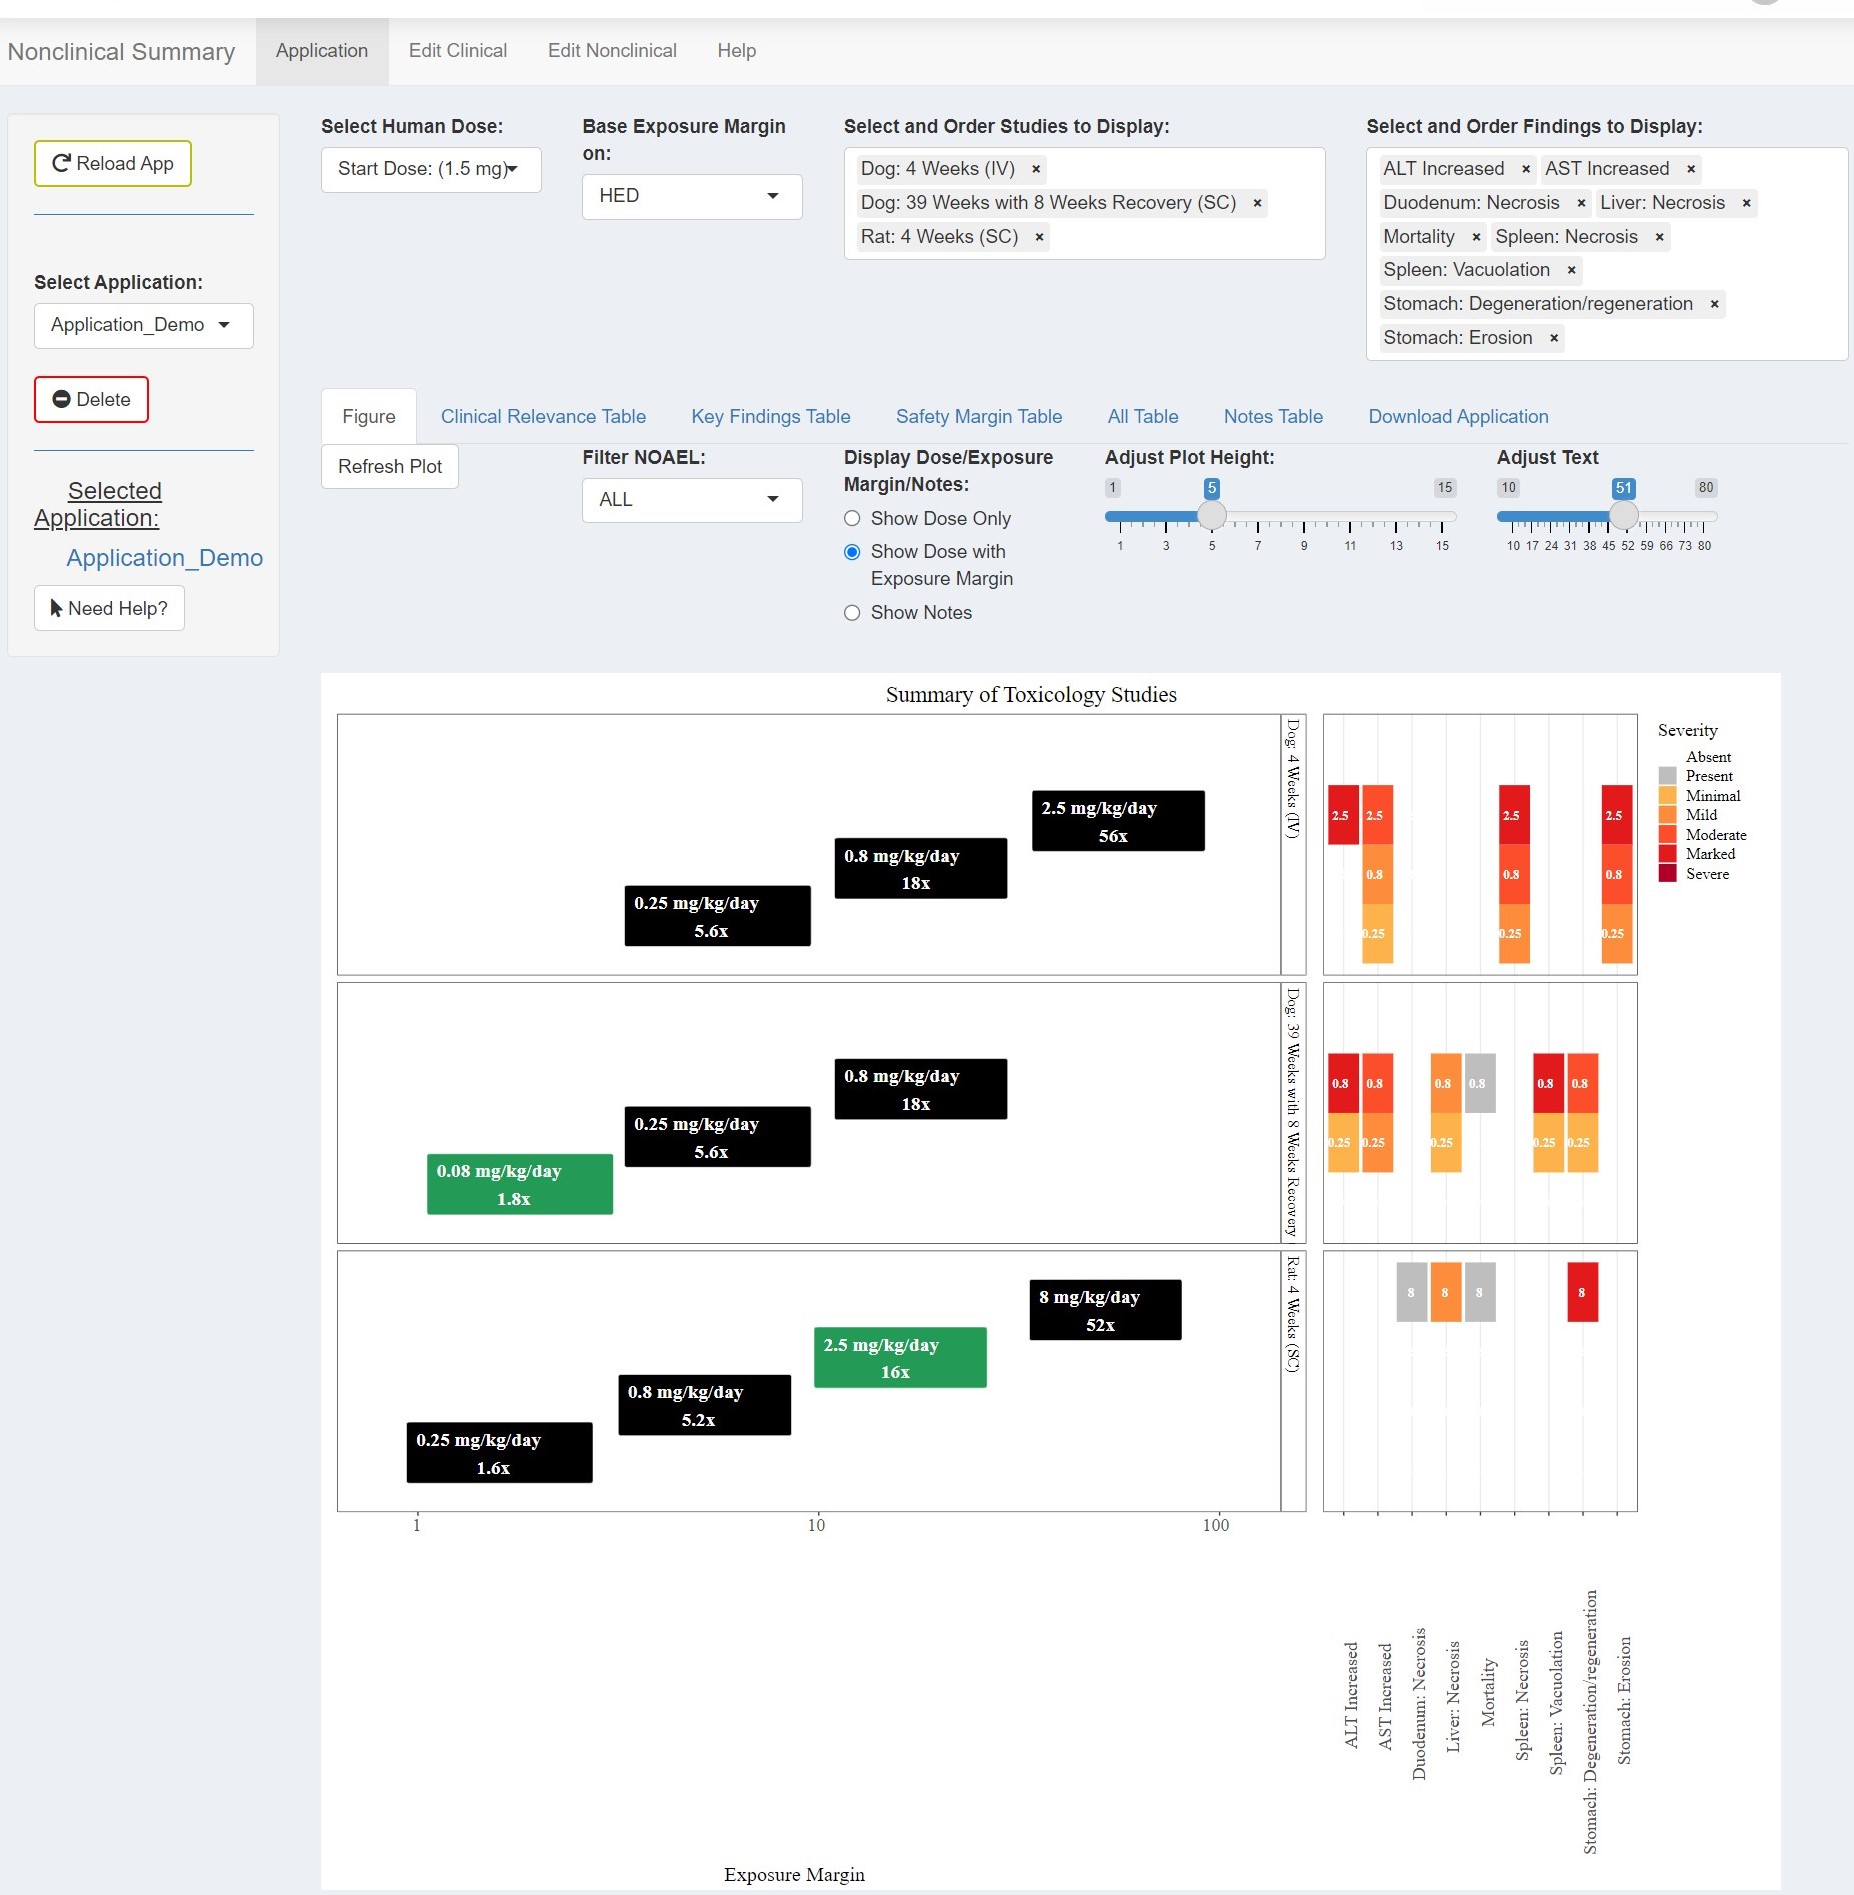 Nonclinical Summary Application Edit Clinical Edit Nonclinical Help
Reload App
Select Application:
Application_Demo
Delete
Selected
Application:
Application_Demo
Need Help?
Select Human Dose:
Start Dose: (1.5 mg)
Base Exposure Margin
on:
HED
Select and Order Studies to Display:
Dog: 4 Weeks (IV) ×
Dog: 39 Weeks with 8 Weeks Recovery (SC) ×
Rat: 4 Weeks (SC) ×
Select and Order Findings to Display:
ALT Increased × AST Increased ×
Duodenum: Necrosis × Liver: Necrosis ×
Mortality × Spleen: Necrosis ×
Spleen: Vacuolation ×
Stomach: Degeneration/regeneration ×
Stomach: Erosion ×
Figure Clinical Relevance Table Key Findings Table Safety Margin Table All Table Notes Table Download Application
Refresh Plot
Filter NOAEL:
ALL
Display Dose/Exposure
Margin/Notes:
Show Dose Only
Show Dose with
Exposure Margin
Show Notes
Adjust Plot Height:
1 5 15
1 3 5 7 9 11 13 15
Adjust Text
10 51 80
10 17 24 31 38 45 52 59 66 73 80
Summary of Toxicology Studies
2.5 mg/kg/day
56x
0.8 mg/kg/day
18x
0.25 mg/kg/day
5.6x
Dog: 4 Weeks (IV)
2.5 2.5 2.5 2.5
0.8 0.8 0.8
0.25 0.25 0.25
Severity
Absent
Present
Minimal
Mild
Moderate
Marked
Severe
0.8 mg/kg/day
18x
0.25 mg/kg/day
5.6x
0.08 mg/kg/day
1.8x
Dog: 39 Weeks with 8 Weeks Recovery
0.8 0.8 0.8 0.8 0.8 0.8
0.25 0.25 0.25 0.25 0.25
8 mg/kg/day
52x
2.5 mg/kg/day
16x
0.8 mg/kg/day
5.2x
0.25 mg/kg/day
1.6x
Rat: 4 Weeks (SC)
8 8 8 8
1 10 100
ALT Increased
AST Increased
Duodenum: Necrosis
Liver: Necrosis
Mortality
Spleen: Necrosis
Spleen: Vacuolation
Stomach: Degeneration/regeneration
Stomach: Erosion
Exposure Margin